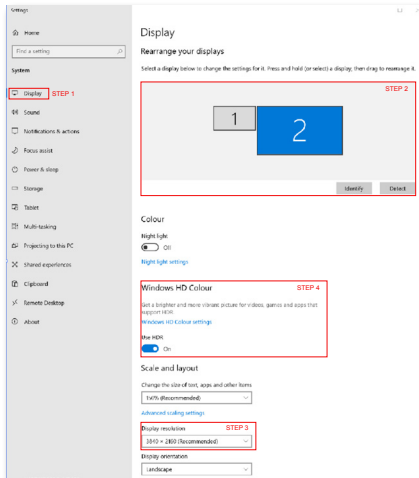 Settings
Home
Find a setting
System
Display STEP 1
Sound
Notifications & actions
Focus assist
Power & sleep
Storage
Tablet
Multi-tasking
Projecting to this PC
Shared experiences
Clipboard
Remote Desktop
About
Display
Rearrange your displays
Select a display below to change the settings for it. Press and hold (or select) a display, then drag to rearrange it.
STEP 2
1
2
Identify Detect
Colour
Night light
Off
Night light settings
Windows HD Colour STEP 4
Get a brighter and more vibrant picture for videos, games and apps that
support HDR.
Windows HD Colour settings
Use HDR
On
Scale and layout
Change the size of text, apps and other items
150% (Recommended)
Advanced scaling settings
Display resolution STEP 3
3840 × 2160 (Recommended)
Display orientation
Landscape